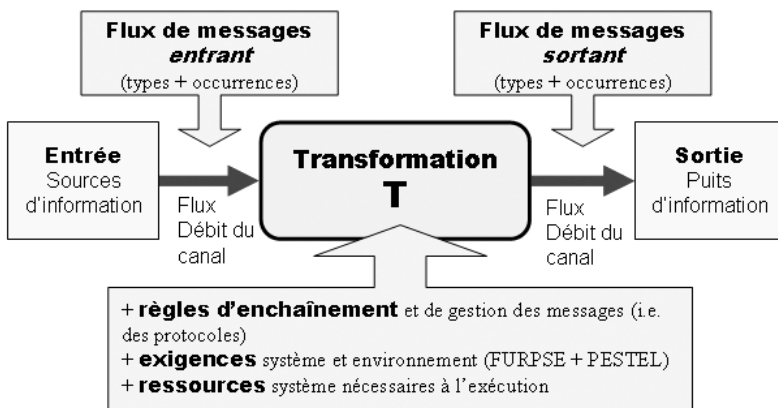 Flux de messages
entrant
(types + occurrences)
Flux de messages
sortant
(types + occurrences)
Entrée
Sources
d'information
Flux
Débit du
canal
Transformation
T
Flux
Débit du
canal
Sortie
Puits
d'information
+ règles d'enchaînement et de gestion des messages (i.e.
des protocoles)
+ exigences système et environnement (FURPSE + PESTEL)
+ ressources système nécessaires à l'exécution